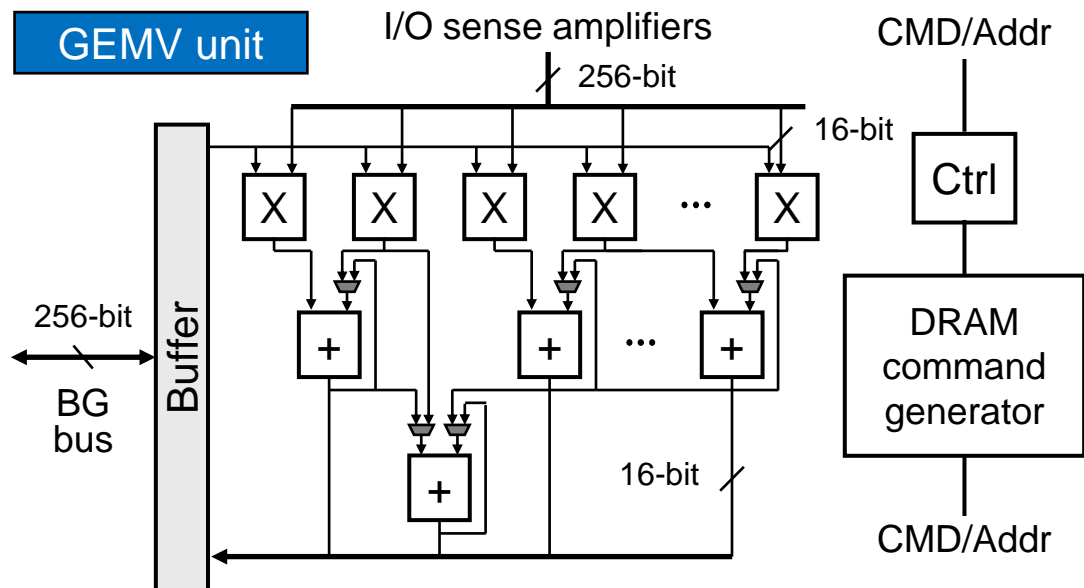 GEMV unit
I/O sense amplifiers
CMD/Addr
256-bit
16-bit
Ctrl
X X X X ... X
256-bit
BG
bus
Buffer
+ + ... +
DRAM
command
generator
+
16-bit
CMD/Addr